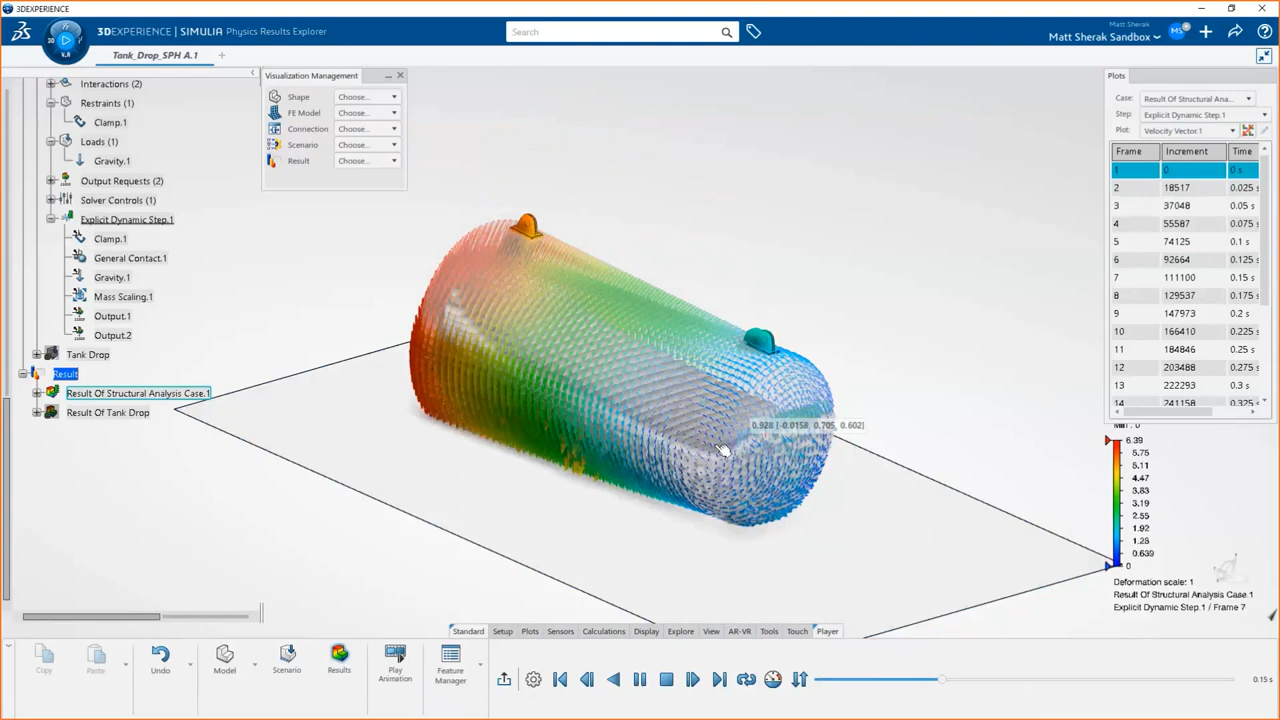 3DEXPERIENCE
3DEXPERIENCE | SIMULIA Physics Results Explorer
Search
Matt Sherak
Matt Sherak Sandbox
MS
3D
V.R
Tank_Drop_SPH A.1
+
Interactions (2)
Restraints (1)
Clamp.1
Loads (1)
Gravity.1
Output Requests (2)
Solver Controls (1)
Explicit Dynamic Step.1
Clamp.1
General Contact.1
Gravity.1
Mass Scaling.1
Output.1
Output.2
Tank Drop
Result
Result Of Structural Analysis Case.1
Result Of Tank Drop
Visualization Management
Shape Choose...
FE Model Choose...
Connection Choose...
Scenario Choose...
Result Choose...
0.928 [-0.0158, 0.705, 0.602]
Plots
Case: Result Of Structural Ana...
Step: Explicit Dynamic Step.1
Plot: Velocity Vector.1
Frame Increment Time
1 0 0 s
2 18517 0.025 s
3 37048 0.05 s
4 55587 0.075 s
5 74125 0.1 s
6 92664 0.125 s
7 111100 0.15 s
8 129537 0.175 s
9 147973 0.2 s
10 166410 0.225 s
11 184846 0.25 s
12 203488 0.275 s
13 222293 0.3 s
14 241158 0.325 s
6.39
5.75
5.11
4.47
3.83
3.19
2.55
1.92
1.28
0.639
0
Deformation scale: 1
Result Of Structural Analysis Case.1
Explicit Dynamic Step.1 / Frame 7
Standard Setup Plots Sensors Calculations Display Explore View AR-VR Tools Touch Player
Copy Paste Undo Model Scenario Results Play Animation Feature Manager
0.15s